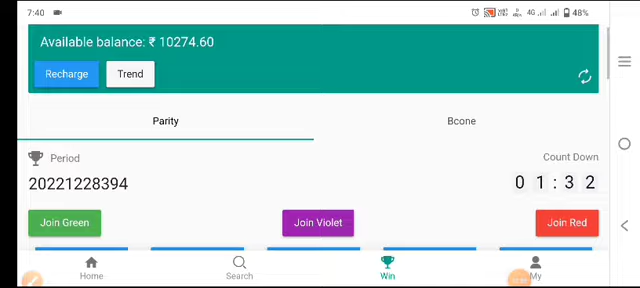 7:40
4G 48%
Available balance: ₹ 10274.60
Recharge Trend
Parity Bcone
Period Count Down
20221228394 0 1 : 3 2
Join Green Join Violet Join Red
Home Search Win My